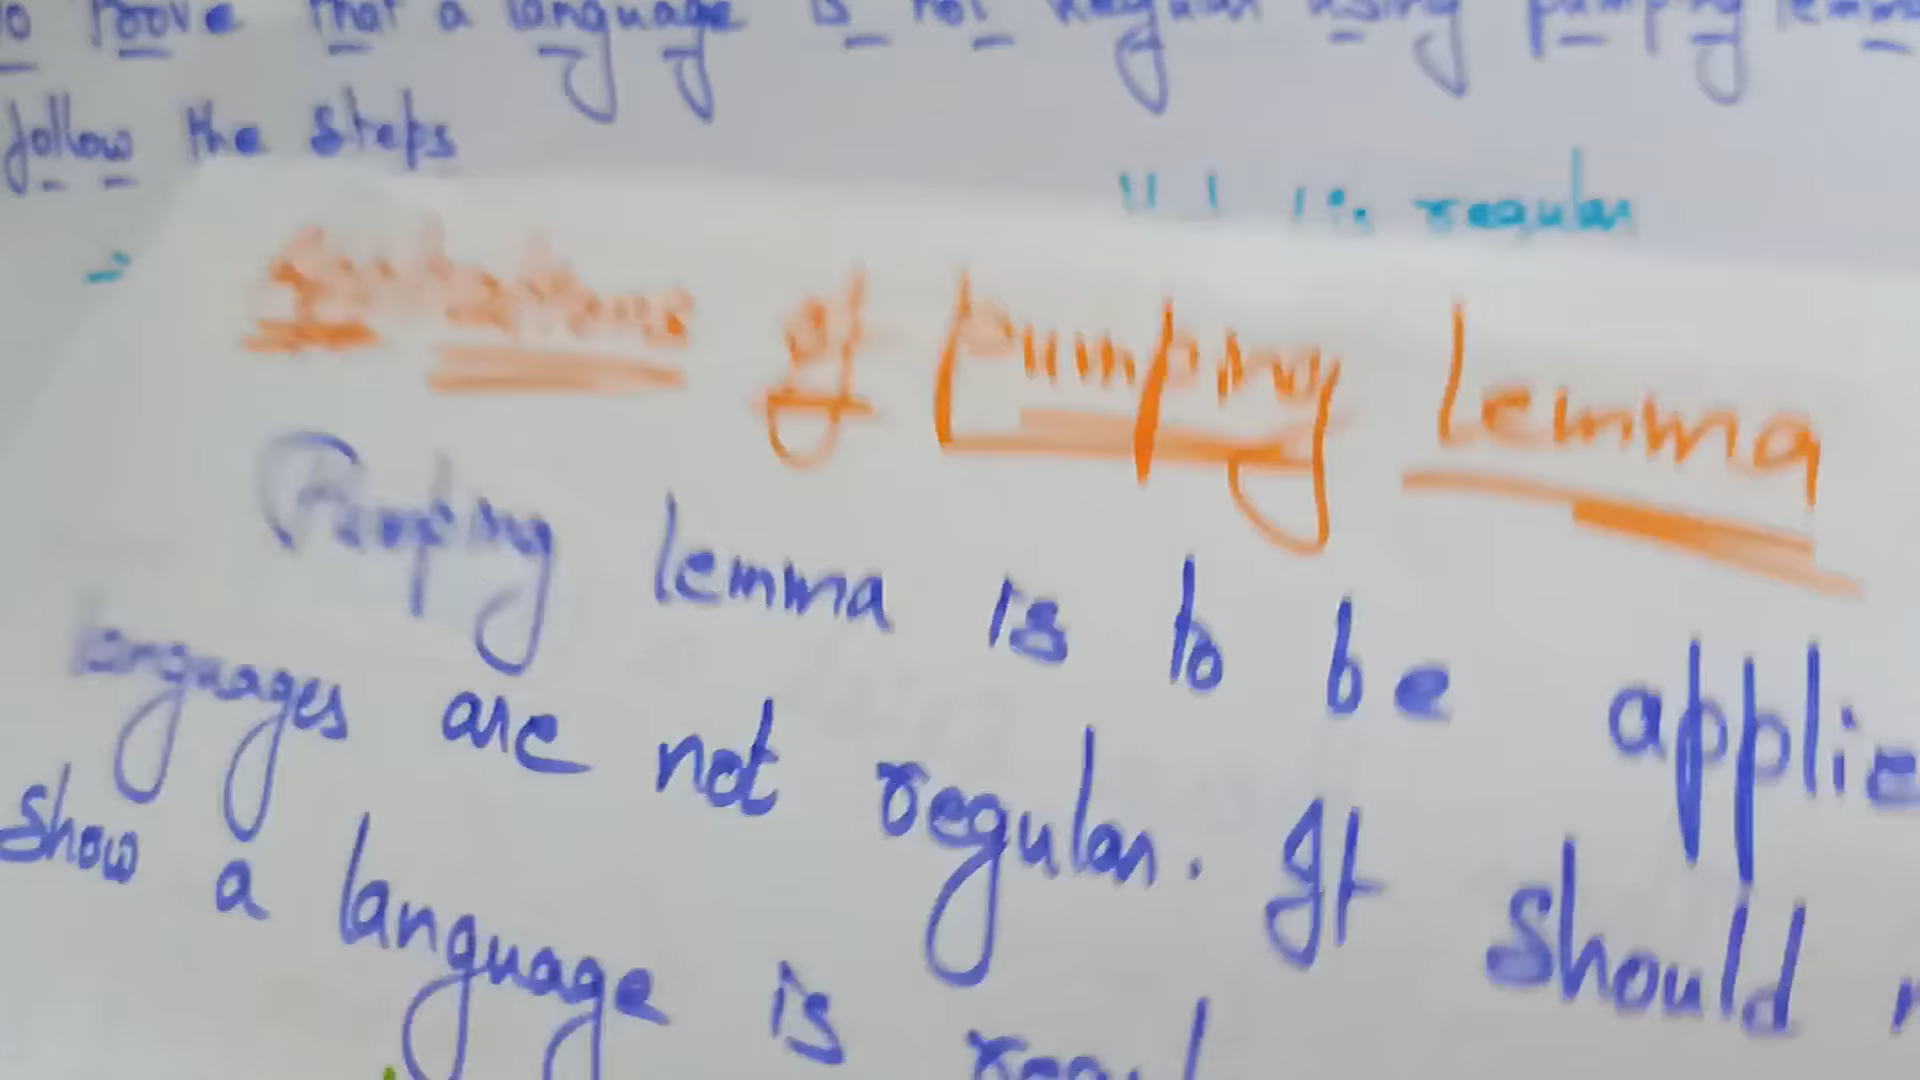 To Prove that a language is not Regular using pumping lemma
follow the steps
is regular
of pumping lemma
Pumping lemma is to be applie
languages are not regular. It should n
show a language is regul